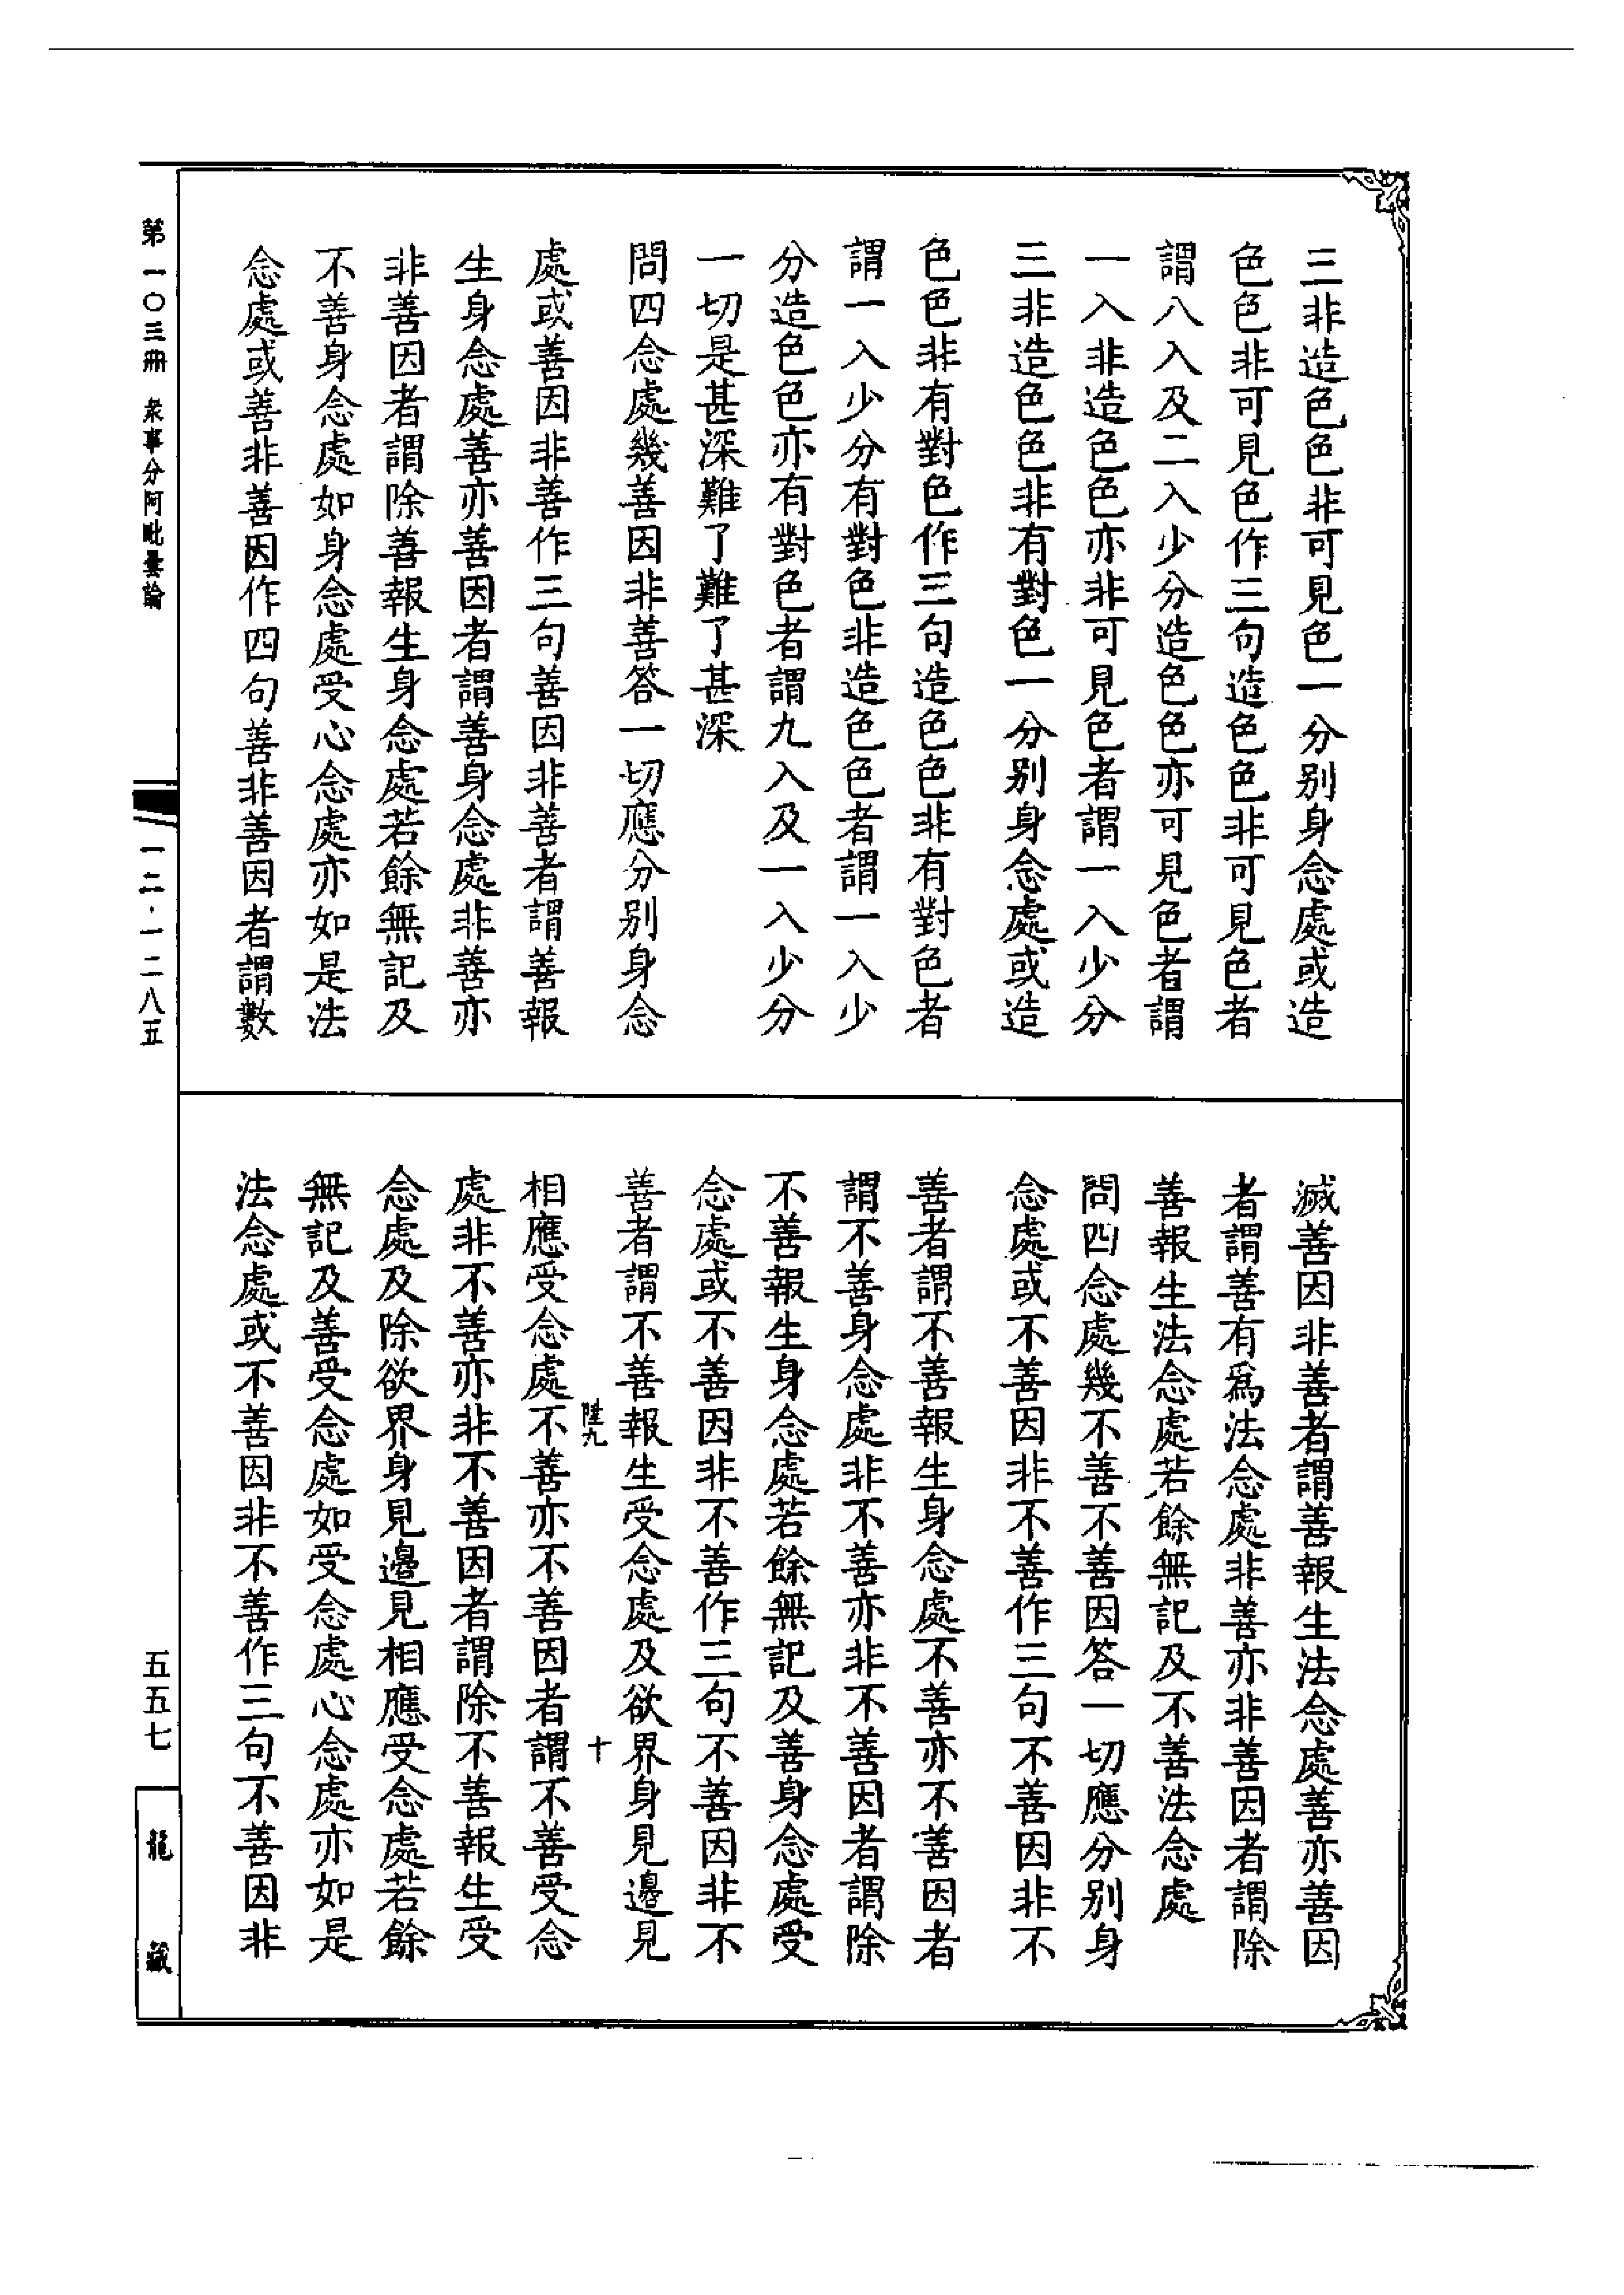 三非造色色非可見色一分別身念處或造
色色非可見色作三句造色色非可見色者
謂八入及二入少分造色色亦可見色者謂
一入非造色色亦非可見色者謂一入少分
三非造色色非有對色一分別身念處或造
色色非有對色作三句造色色非有對色者
謂一入少分有對色非造色色者謂一入少
分造色色亦有對色者謂九入及一入少分
一切是甚深難了難了甚深
問四念處幾善因非善答一切應分別身念
處或善因非善作三句善因非善者謂善報
生身念處善亦善因者謂善身念處非善亦
非善因者謂除善報生身念處若餘無記及
不善身念處如身念處受心念處亦如是法
念處或善非善因作四句善非善因者謂數
滅善因非善者謂善報生法念處善亦善因
者謂善有為法念處非善亦非善因者謂除
善報生法念處若餘無記及不善法念處
問四念處幾不善不善因答一切應分別身
念處或不善因非不善作三句不善因非不
善者謂不善報生身念處不善亦不善因者
謂不善身念處非不善亦非不善因者謂除
不善報生身念處若餘無記及善身念處受
念處或不善因非不善作三句不善因非不
善者謂不善報生受念處及欲界身見邊見
陞九 十
相應受念處不善亦不善因者謂不善受念
處非不善亦非不善因者謂除不善報生受
念處及除欲界身見邊見相應受念處若餘
無記及善受念處如受念處心念處亦如是
法念處或不善因非不善作三句不善因非
第一〇三冊 衆事分阿毗曇論
一二·一二八五
五五七
龍藏